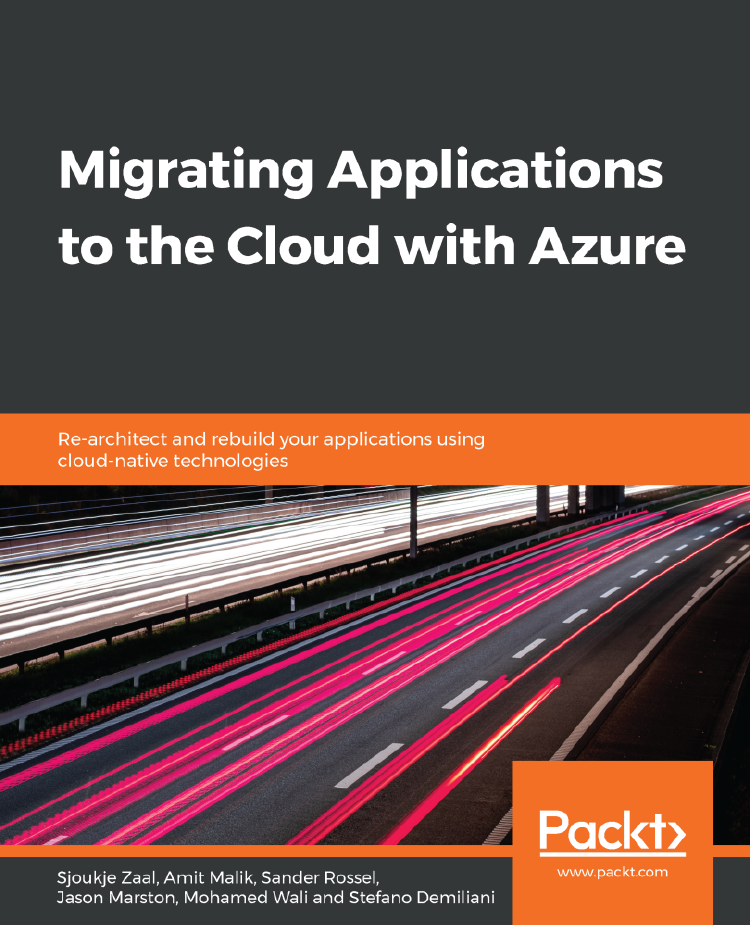 Migrating Applications
to the Cloud with Azure
Re-architect and rebuild your applications using
cloud-native technologies
Packt>
www.packt.com
Sjoukje Zaal, Amit Malik, Sander Rossel,
Jason Marston, Mohamed Wali and Stefano Demiliani